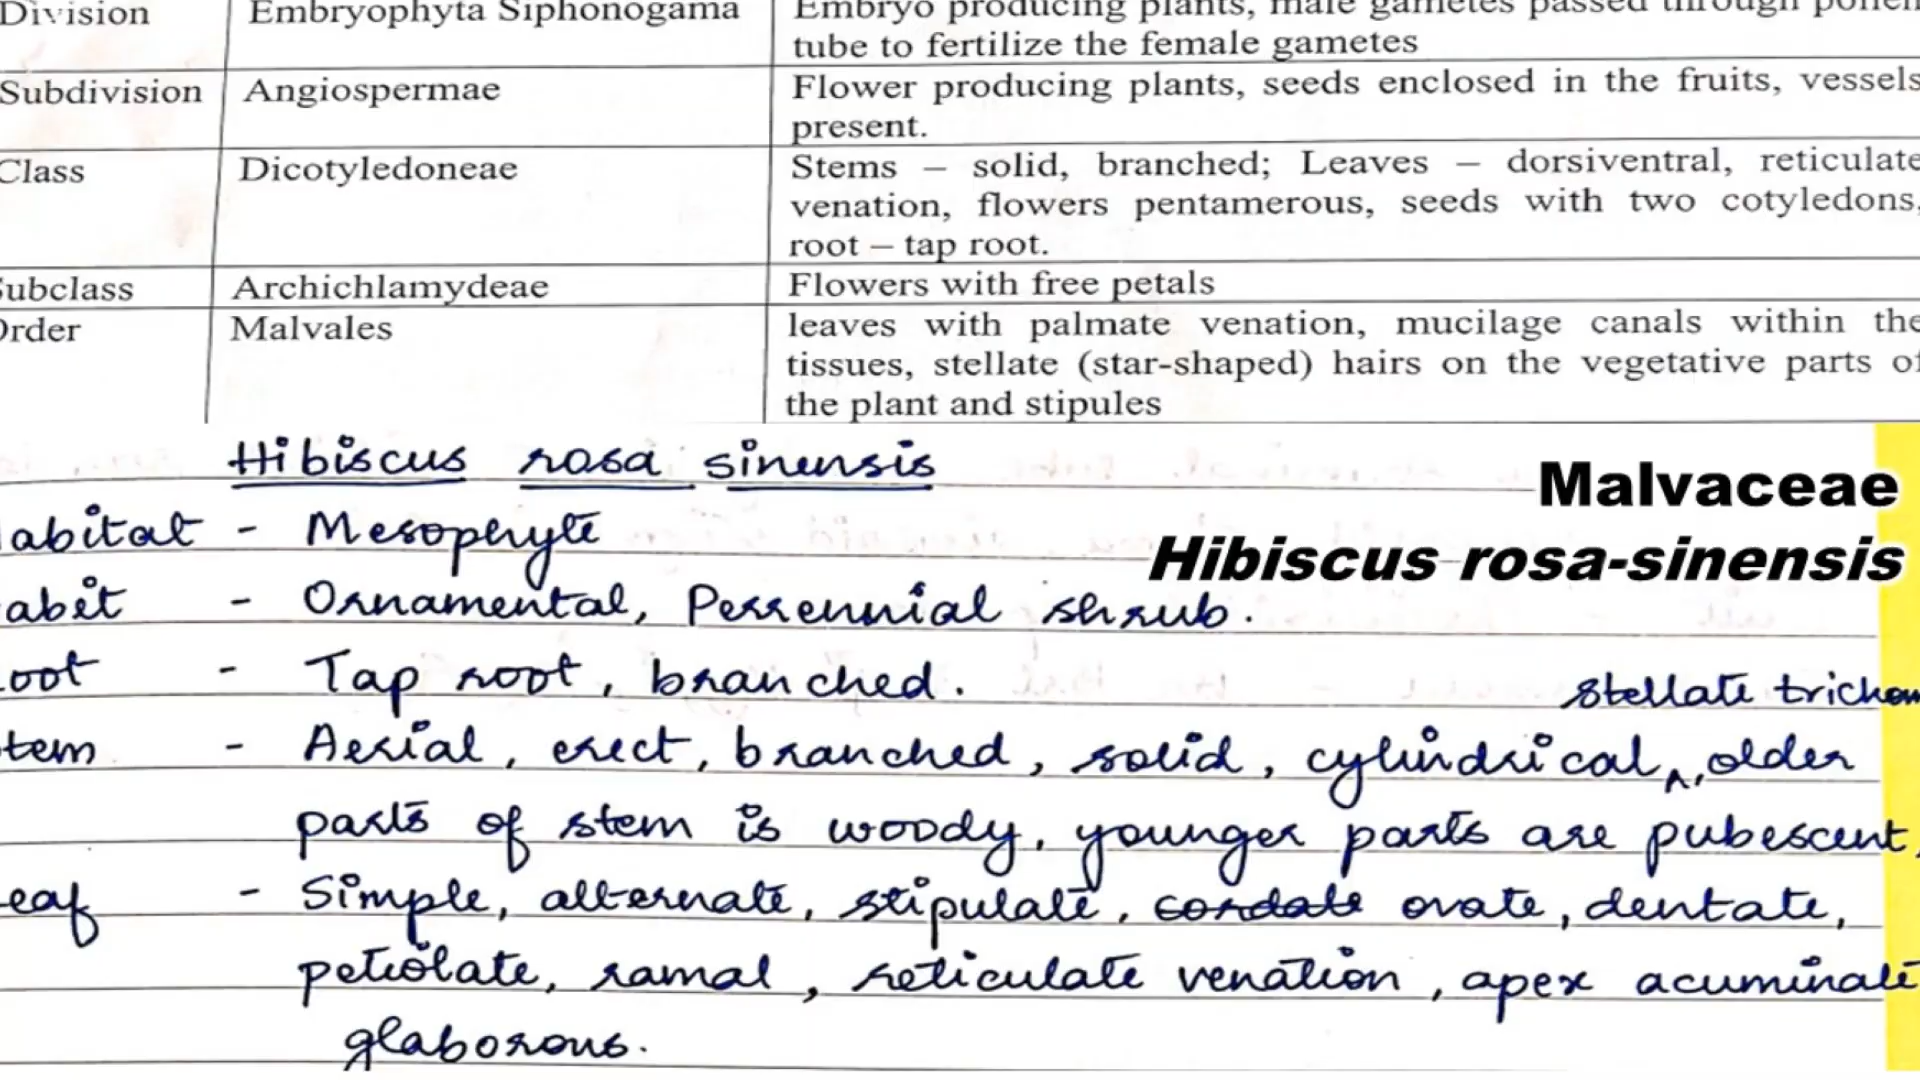 Division Embryophyta Siphonogama Embryo producing plants, male gametes passed through pollen
tube to fertilize the female gametes
Subdivision Angiospermae Flower producing plants, seeds enclosed in the fruits, vessels
present.
Class Dicotyledoneae Stems – solid, branched; Leaves – dorsiventral, reticulate
venation, flowers pentamerous, seeds with two cotyledons,
root – tap root.
Subclass Archichlamydeae Flowers with free petals
Order Malvales leaves with palmate venation, mucilage canals within the
tissues, stellate (star-shaped) hairs on the vegetative parts of
the plant and stipules
Hibiscus rosa sinensis
Malvaceae
abitat - Mesophyte
Hibiscus rosa-sinensis
abit - Ornamental, Perrennial shrub.
oot - Tap root, branched.
stellate trichom
tem - Aerial, erect, branched, solid, cylindrical ^, older
parts of stem is woody, younger parts are pubescent,
eaf - Simple, alternate, stipulate, cordate ovate, dentate,
petiolate, ramal, reticulate venation, apex acuminate
glaborous.